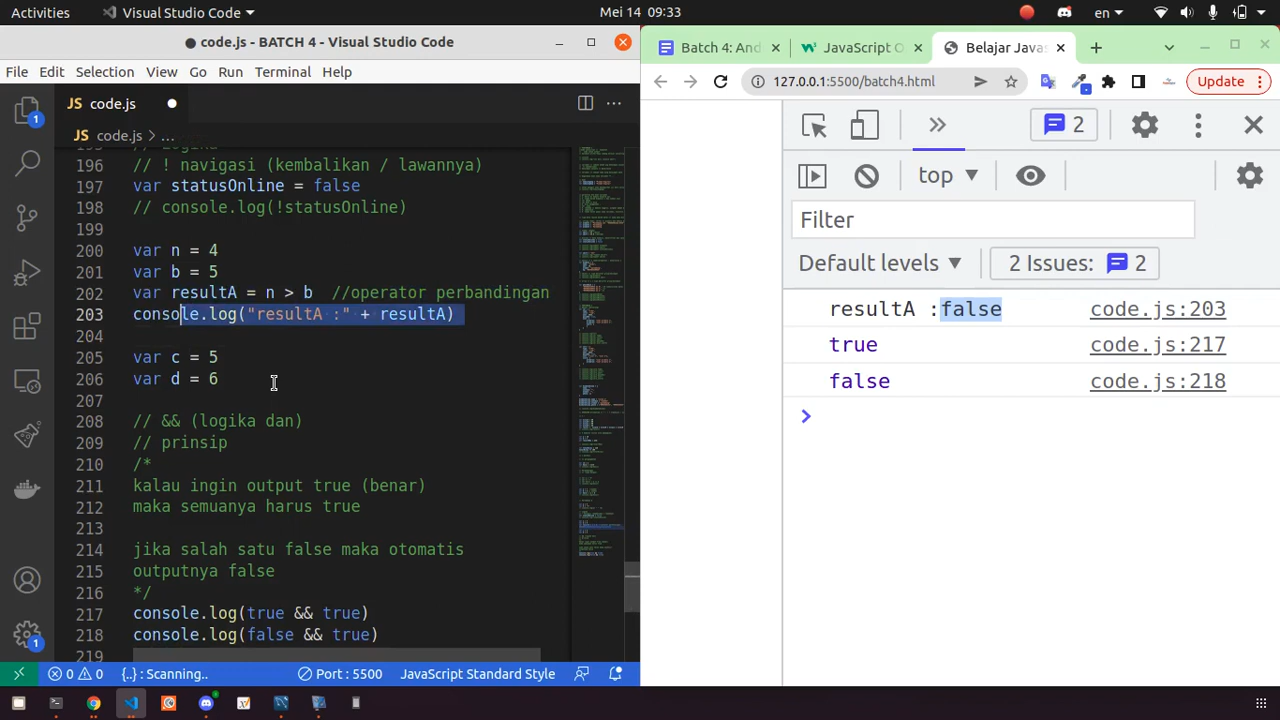 Activities
Visual Studio Code
Mei 14 09:33
en
● code.js - BATCH 4 - Visual Studio Code
File Edit Selection View Go Run Terminal Help
JS code.js
JS code.js > ...
196 // ! navigasi (kembalikan / lawannya)
197 var statusOnline = false
198 // console.log(!statusOnline)
199
200 var n = 4
201 var b = 5
202 var resultA = n > b //operator perbandingan
203 console.log("resultA :" + resultA)
204
205 var c = 5
206 var d = 6
207
208 // && (logika dan)
209 // prinsip
210 /*
211 kalau ingin output true (benar)
212 maka semuanya harus true
213
214 jika salah satu false maka otomatis
215 outputnya false
216 */
217 console.log(true && true)
218 console.log(false && true)
219
1
1
0 0 {..} : Scanning.. Port : 5500 JavaScript Standard Style
Batch 4: And
JavaScript O
Belajar Javas
127.0.0.1:5500/batch4.html
Update
2
top
Filter
Default levels
2 Issues: 2
resultA :false code.js:203
true code.js:217
false code.js:218